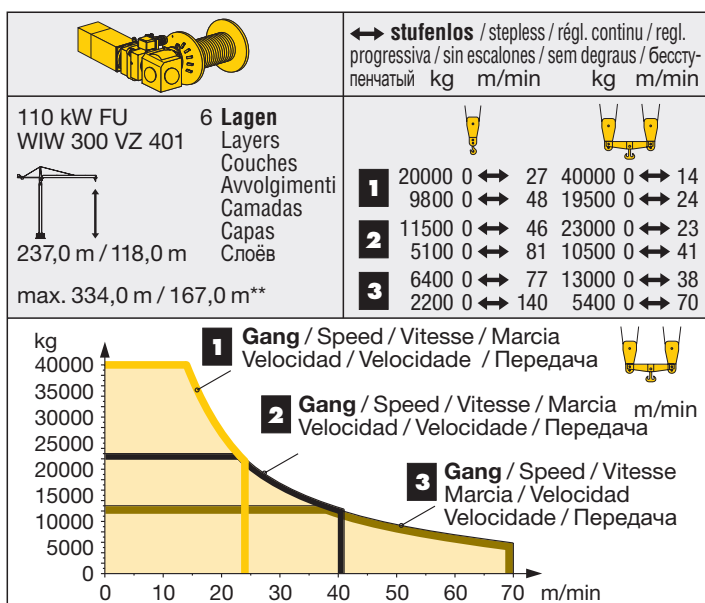 ↔ stufenlos / stepless / régl. continu / regl.
progressiva / sin escalones / sem degraus / бессту-
пенчатый kg m/min kg m/min
110 kW FU 6 Lagen
WIW 300 VZ 401 Layers
Couches
Avvolgimenti
Camadas
Capas
237,0 m / 118,0 m Слоёв
max. 334,0 m / 167,0 m**
1 20000 0 ↔ 27 40000 0 ↔ 14
9800 0 ↔ 48 19500 0 ↔ 24
2 11500 0 ↔ 46 23000 0 ↔ 23
5100 0 ↔ 81 10500 0 ↔ 41
3 6400 0 ↔ 77 13000 0 ↔ 38
2200 0 ↔ 140 5400 0 ↔ 70
kg
1 Gang / Speed / Vitesse / Marcia
Velocidad / Velocidade / Передача
2 Gang / Speed / Vitesse / Marcia m/min
Velocidad / Velocidade / Передача
3 Gang / Speed / Vitesse
Marcia / Velocidad
Velocidade / Передача
40000
35000
30000
25000
20000
15000
10000
5000
0
0 10 20 30 40 50 60 70 m/min